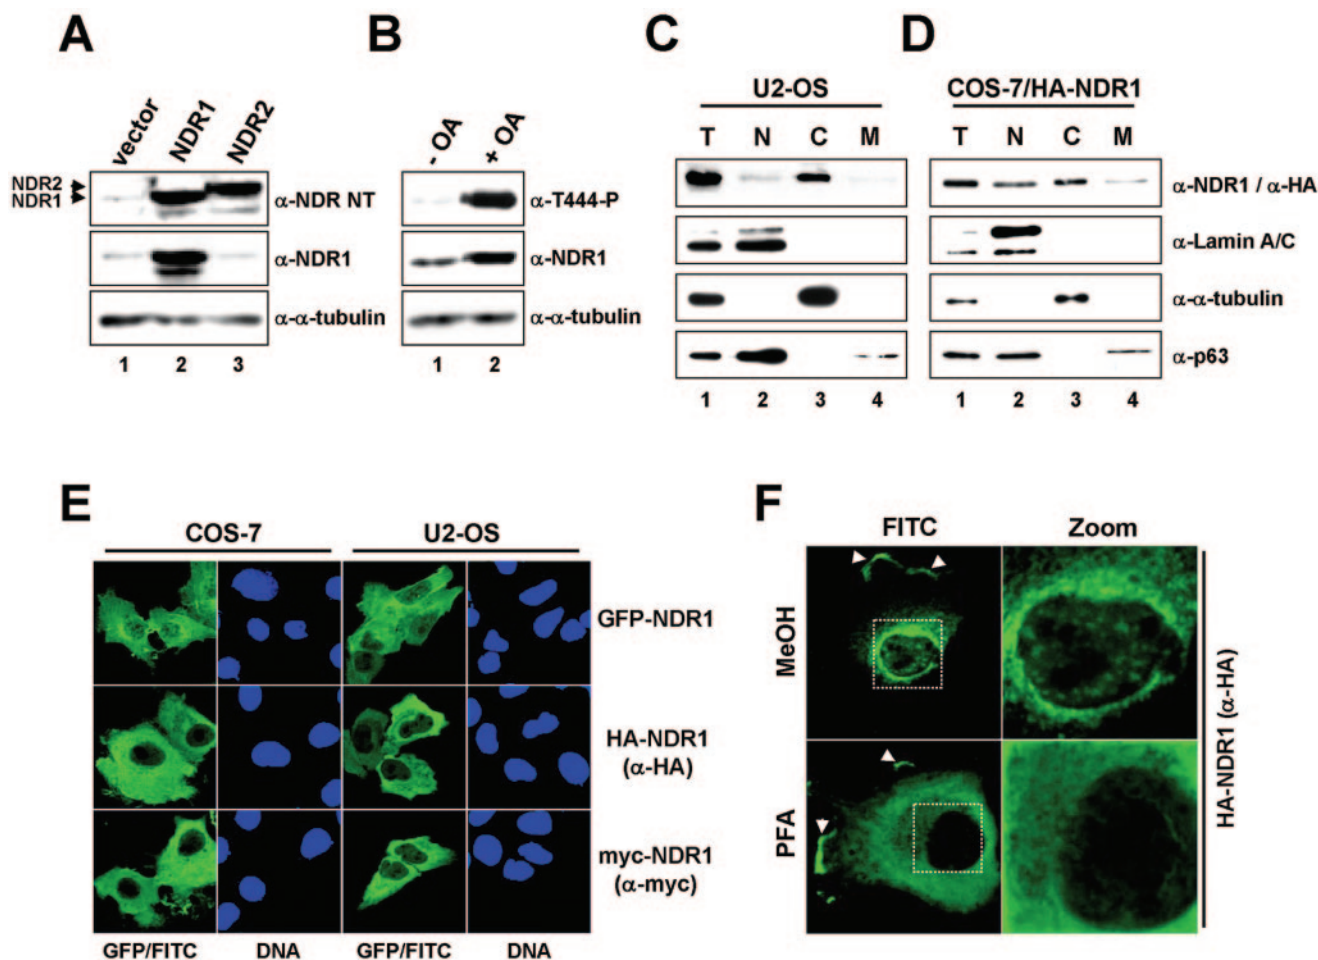 A
vector
NDR1
NDR2
NDR2
NDR1
α-NDR NT
α-NDR1
α-α-tubulin
1 2 3
B
- OA
+ OA
α-T444-P
α-NDR1
α-α-tubulin
1 2
C
U2-OS
T N C M
1 2 3 4
D
COS-7/HA-NDR1
T N C M
α-NDR1 / α-HA
α-Lamin A/C
α-α-tubulin
α-p63
1 2 3 4
E
COS-7 U2-OS
GFP-NDR1
HA-NDR1
(α-HA)
myc-NDR1
(α-myc)
GFP/FITC DNA GFP/FITC DNA
F
FITC Zoom
MeOH
PFA
HA-NDR1 (α-HA)